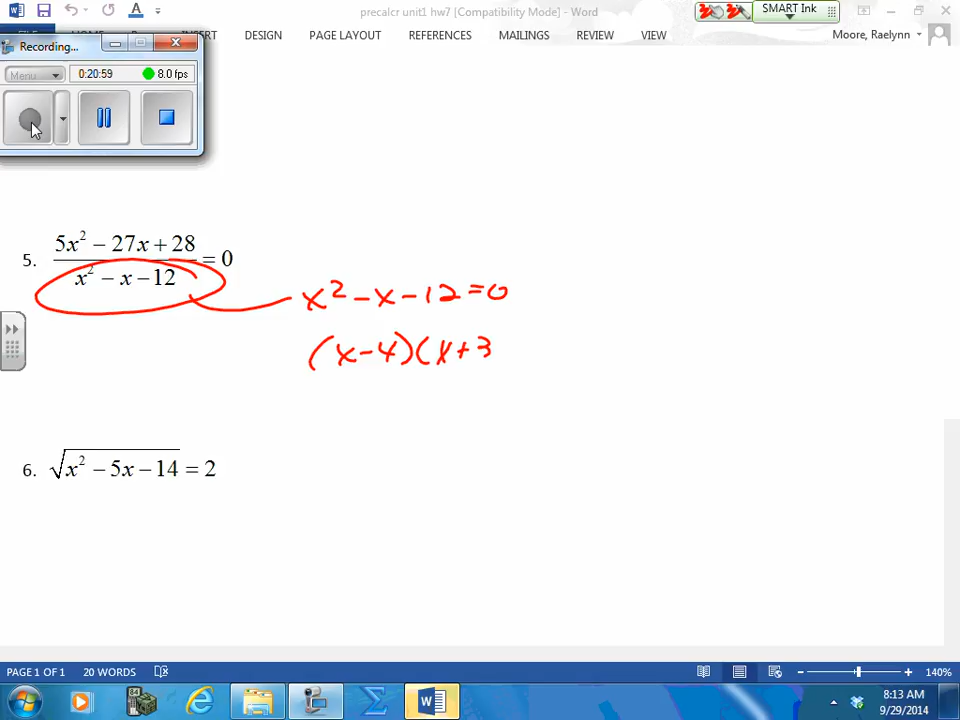 precalcr unit1 hw7 [Compatibility Mode] - Word
SMART Ink
INSERT DESIGN PAGE LAYOUT REFERENCES MAILINGS REVIEW VIEW
Moore, Raelynn
Recording...
Menu 0:20:59 8.0 fps
5. (5x² − 27x + 28)/(x² − x − 12) = 0
x² − x − 12 = 0
(x − 4)(x + 3
6. √(x² − 5x − 14) = 2
PAGE 1 OF 1 20 WORDS 140%
84
8:13 AM
9/29/2014